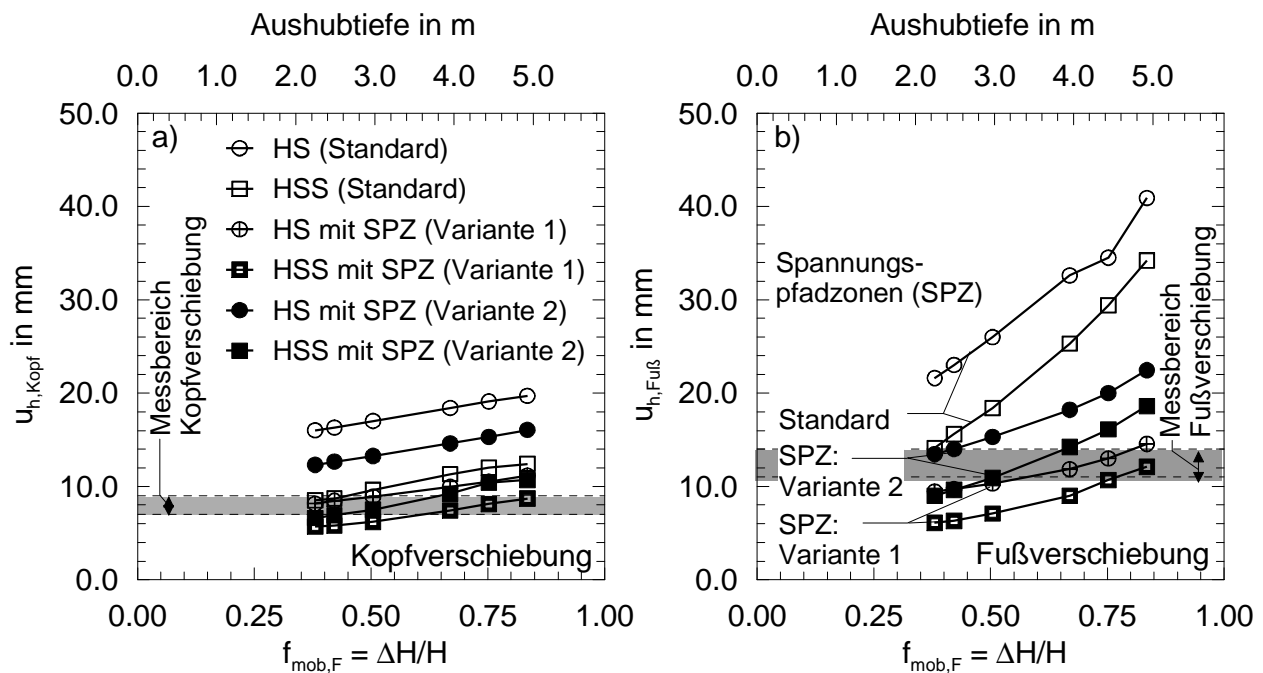 Aushubtiefe in m
0.0 1.0 2.0 3.0 4.0 5.0
50.0
40.0
30.0
20.0
10.0
0.0
u_h,Kopf in mm
a)
HS (Standard)
HSS (Standard)
HS mit SPZ (Variante 1)
HSS mit SPZ (Variante 1)
HS mit SPZ (Variante 2)
HSS mit SPZ (Variante 2)
Messbereich
Kopfverschiebung
Kopfverschiebung
0.00 0.25 0.50 0.75 1.00
f_mob,F = ΔH/H
Aushubtiefe in m
0.0 1.0 2.0 3.0 4.0 5.0
50.0
40.0
30.0
20.0
10.0
0.0
u_h,Fuß in mm
b)
Spannungs-
pfadzonen (SPZ)
Standard
SPZ:
Variante 2
SPZ:
Variante 1
Messbereich
Fußverschiebung
Fußverschiebung
0.00 0.25 0.50 0.75 1.00
f_mob,F = ΔH/H